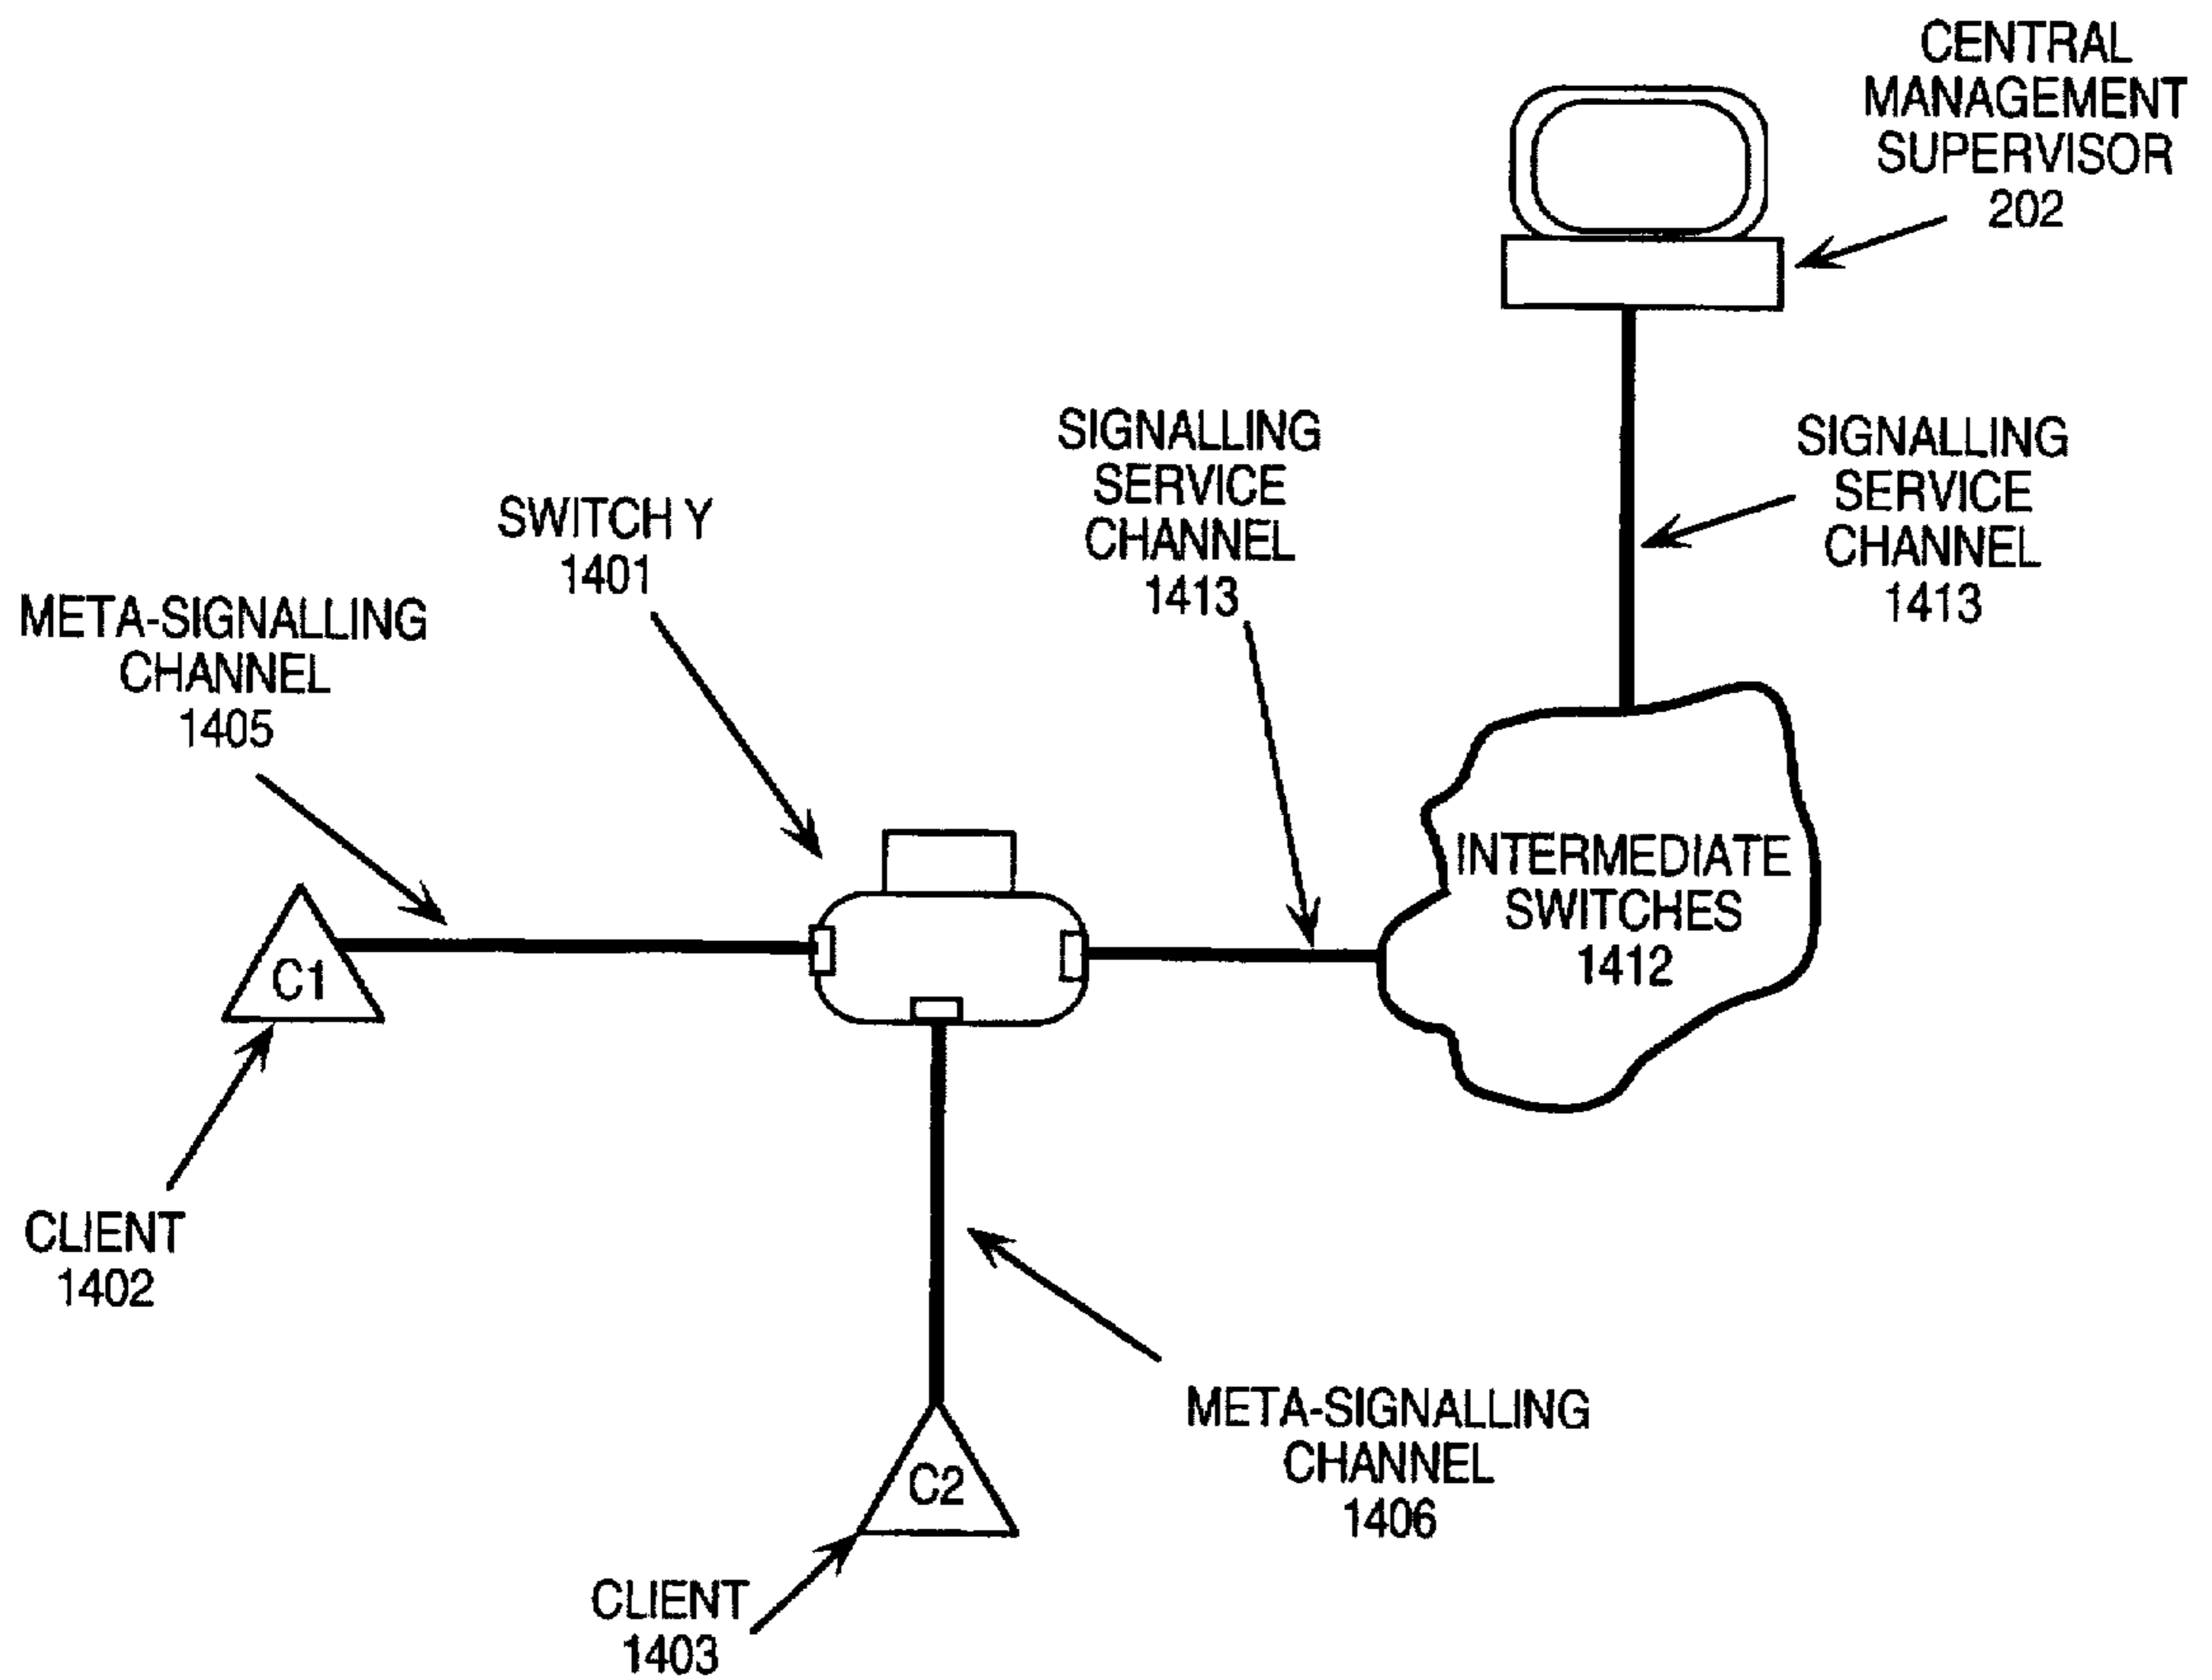 CENTRAL
MANAGEMENT
SUPERVISOR
202
SIGNALLING
SERVICE
CHANNEL
1413
SIGNALLING
SERVICE
CHANNEL
1413
SWITCH Y
1401
META-SIGNALLING
CHANNEL
1405
INTERMEDIATE
SWITCHES
1412
C1
CLIENT
1402
META-SIGNALLING
CHANNEL
1406
C2
CLIENT
1403